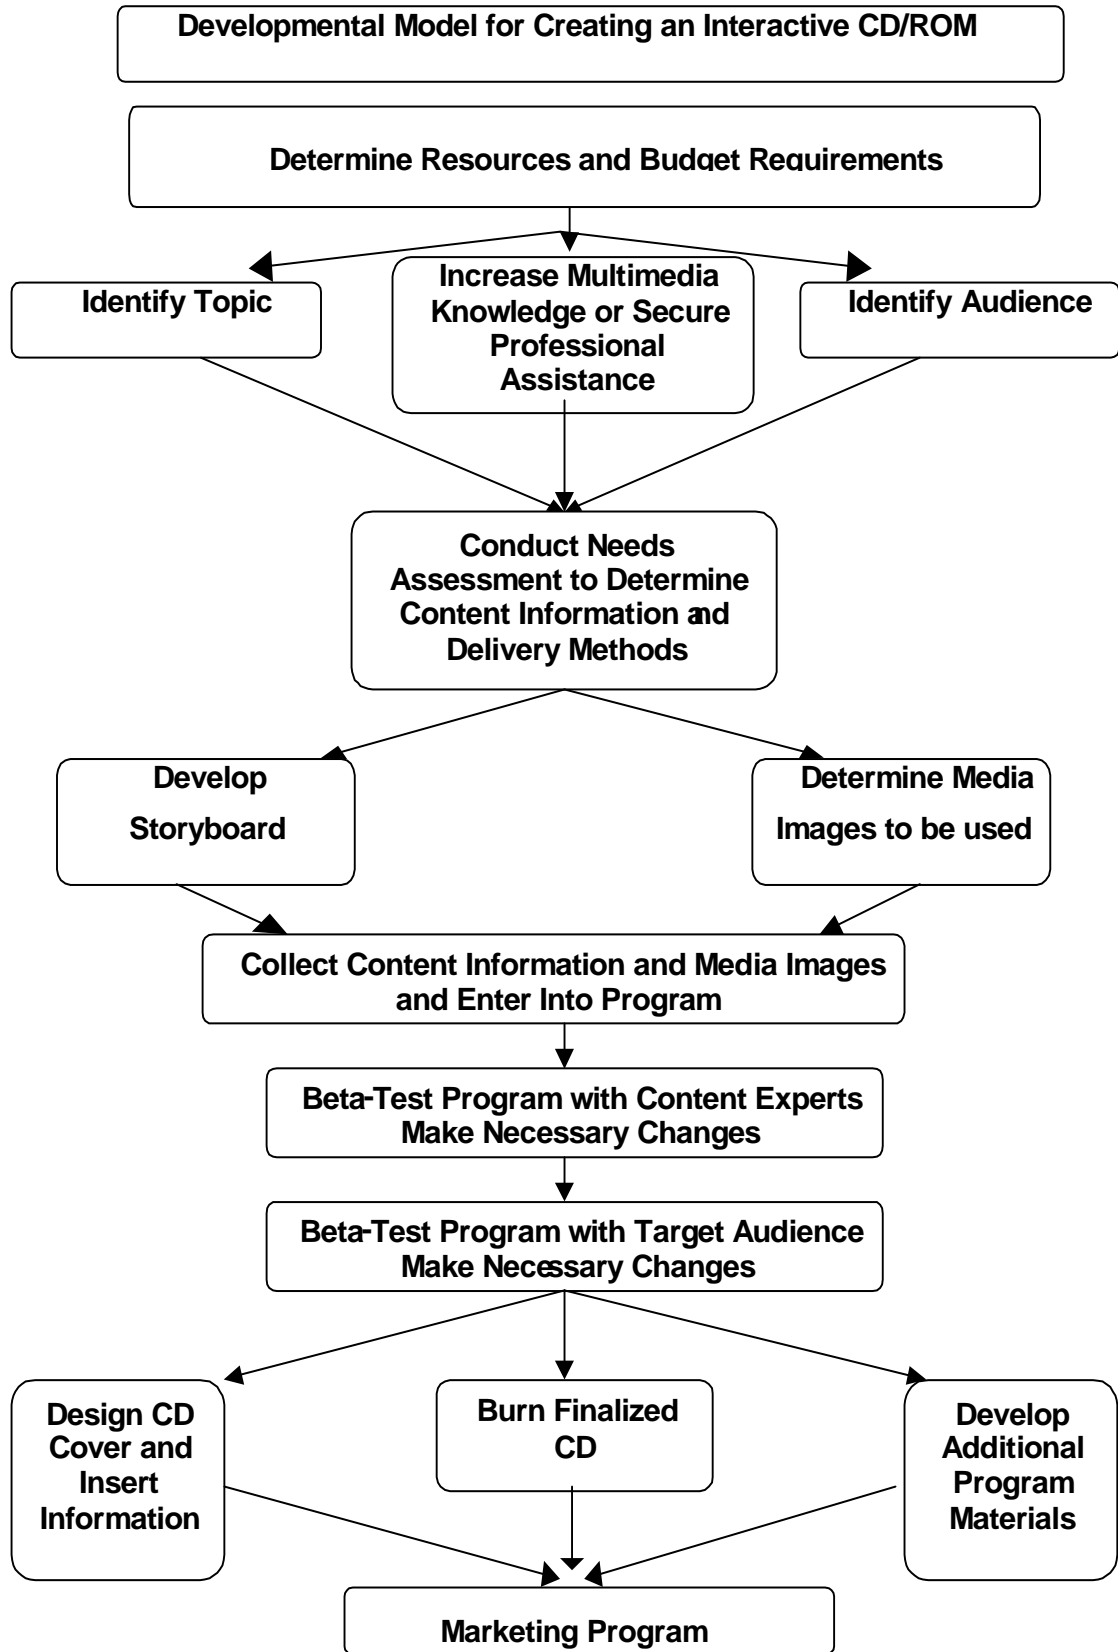 Developmental Model for Creating an Interactive CD/ROM
Determine Resources and Budget Requirements
Identify Topic
Increase Multimedia
Knowledge or Secure
Professional
Assistance
Identify Audience
Conduct Needs
Assessment to Determine
Content Information and
Delivery Methods
Develop
Storyboard
Determine Media
Images to be used
Collect Content Information and Media Images
and Enter Into Program
Beta-Test Program with Content Experts
Make Necessary Changes
Beta-Test Program with Target Audience
Make Necessary Changes
Design CD
Cover and
Insert
Information
Burn Finalized
CD
Develop
Additional
Program
Materials
Marketing Program